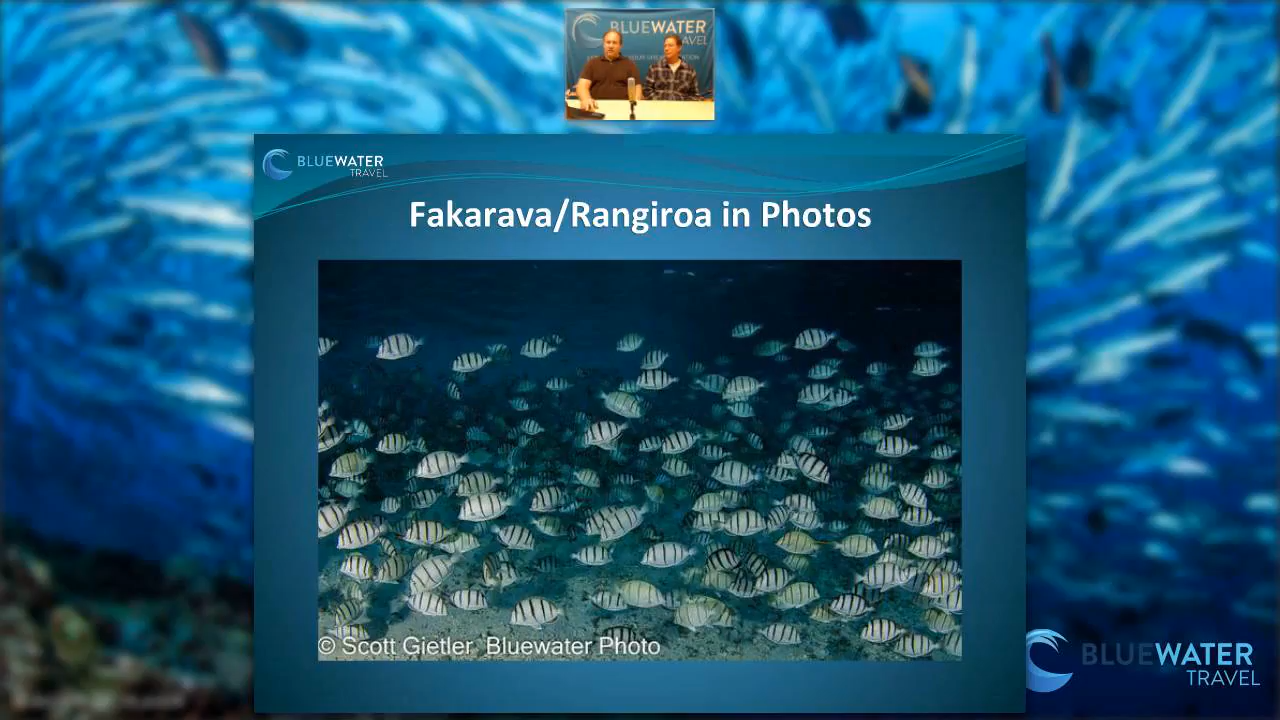 BLUEWATER
TRAVEL
BLUEWATER
TRAVEL
Fakarava/Rangiroa in Photos
© Scott Gietler Bluewater Photo
BLUEWATER
TRAVEL